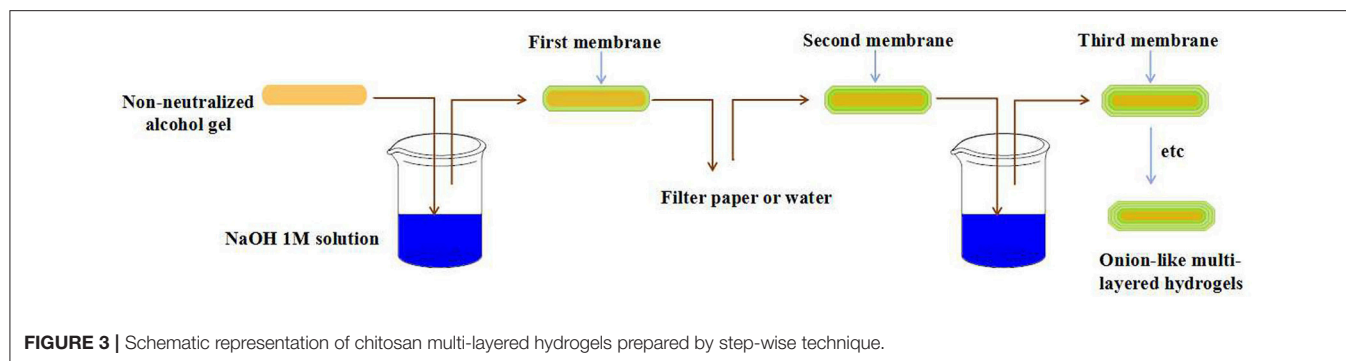 First membrane
Second membrane
Third membrane
Non-neutralized
alcohol gel
etc
Filter paper or water
NaOH 1M solution
Onion-like multi-
layered hydrogels
FIGURE 3 | Schematic representation of chitosan multi-layered hydrogels prepared by step-wise technique.